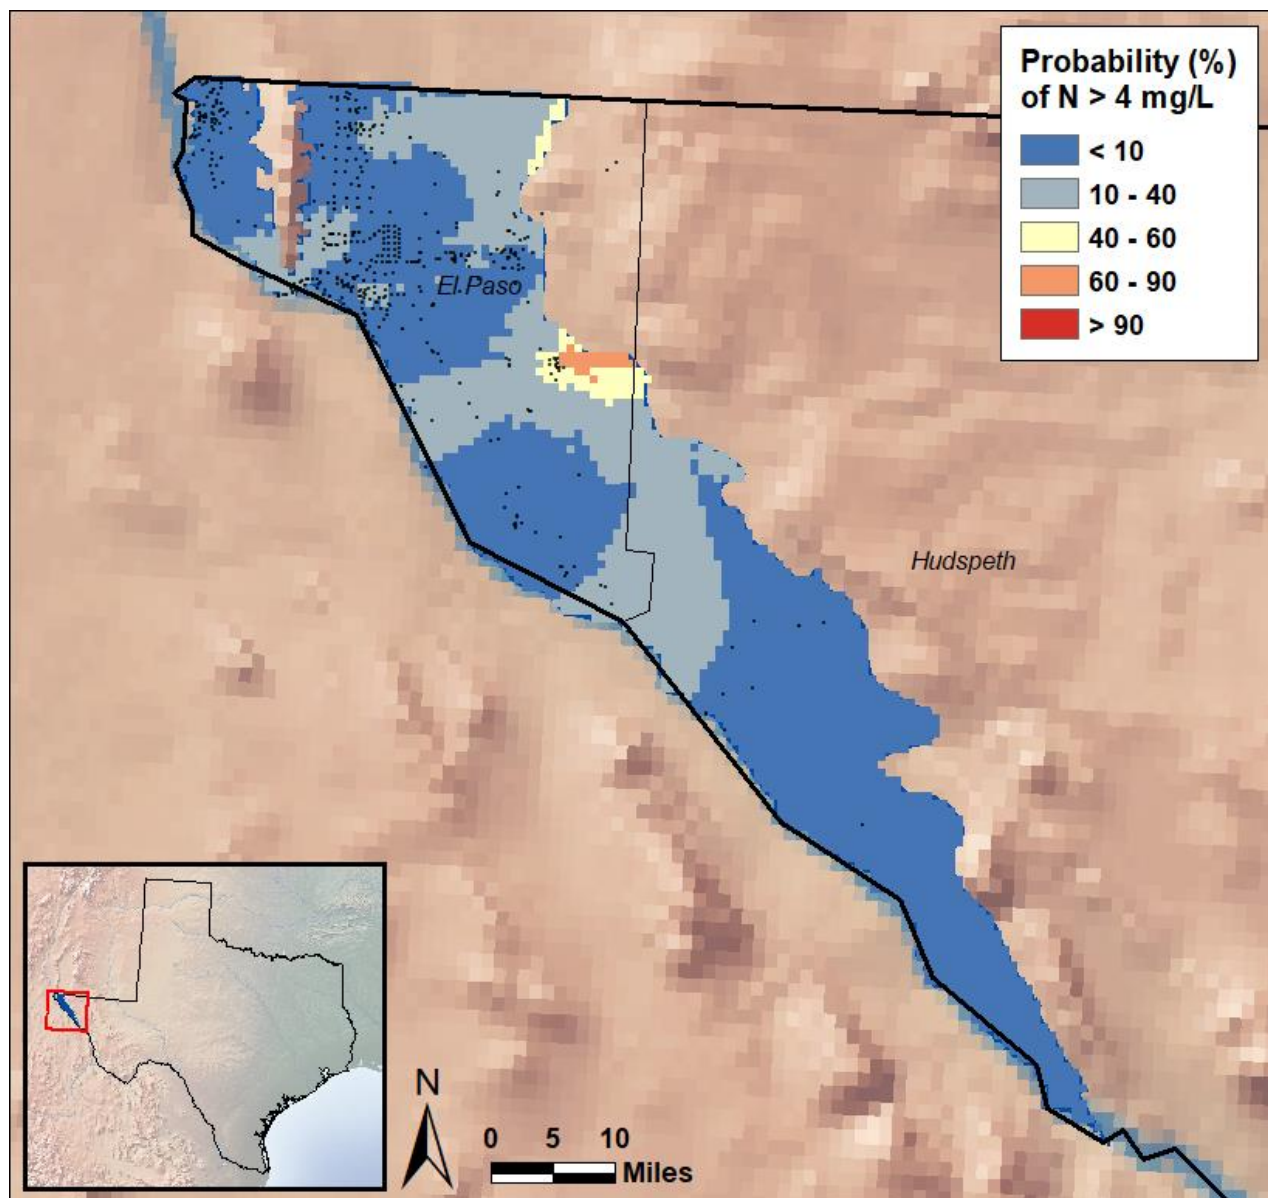 Probability (%)
of N > 4 mg/L
< 10
10 - 40
40 - 60
60 - 90
> 90
El Paso
Hudspeth
N
0 5 10
Miles